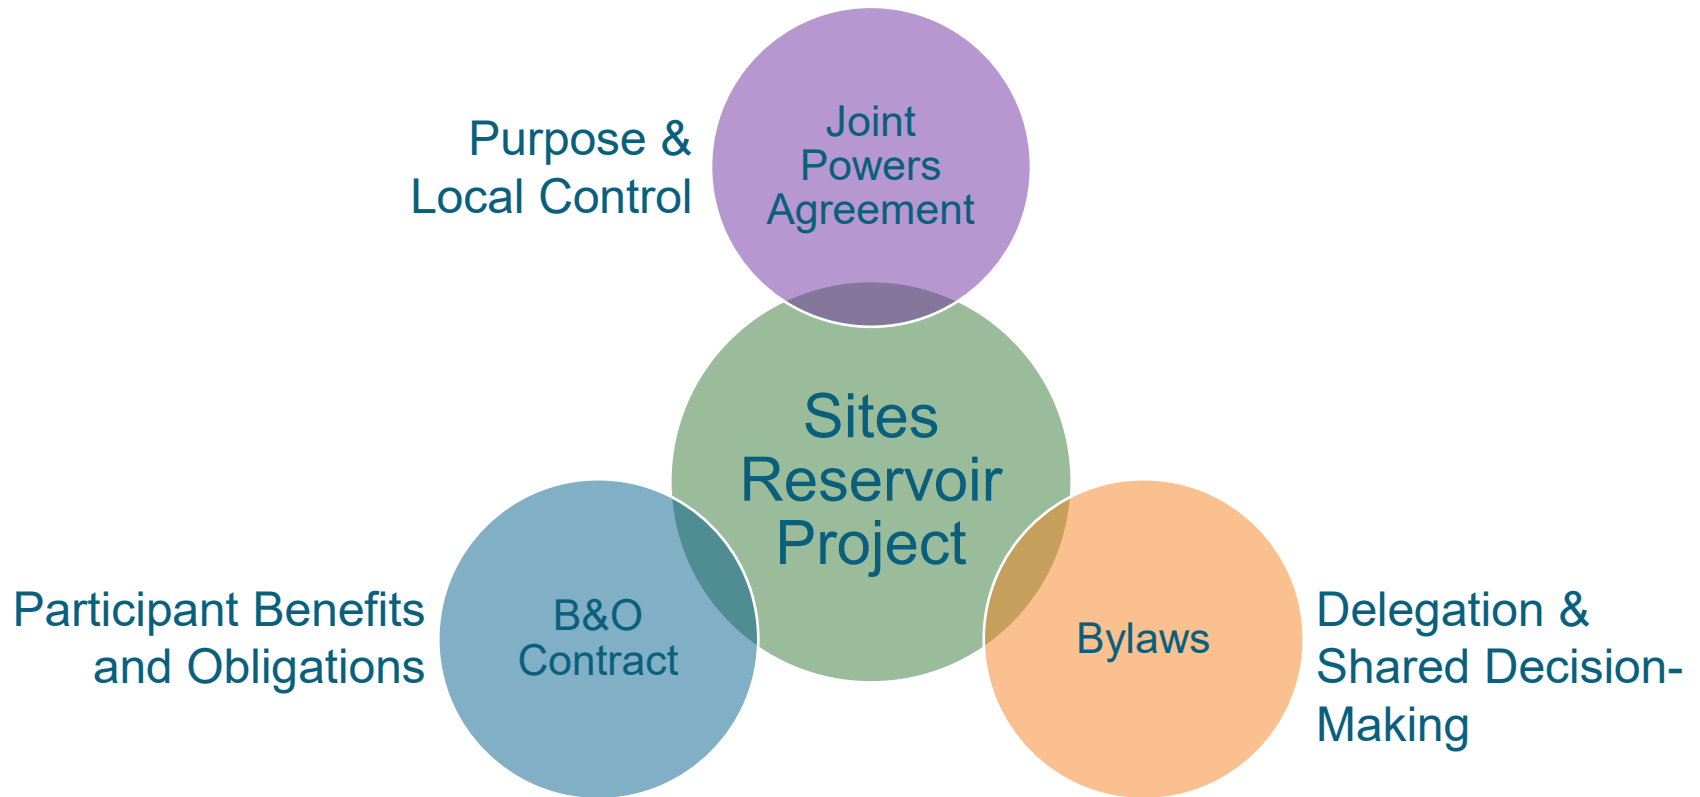 Purpose &
Local Control
Joint
Powers
Agreement
Sites
Reservoir
Project
Participant Benefits
and Obligations
B&O
Contract
Bylaws
Delegation &
Shared Decision-
Making